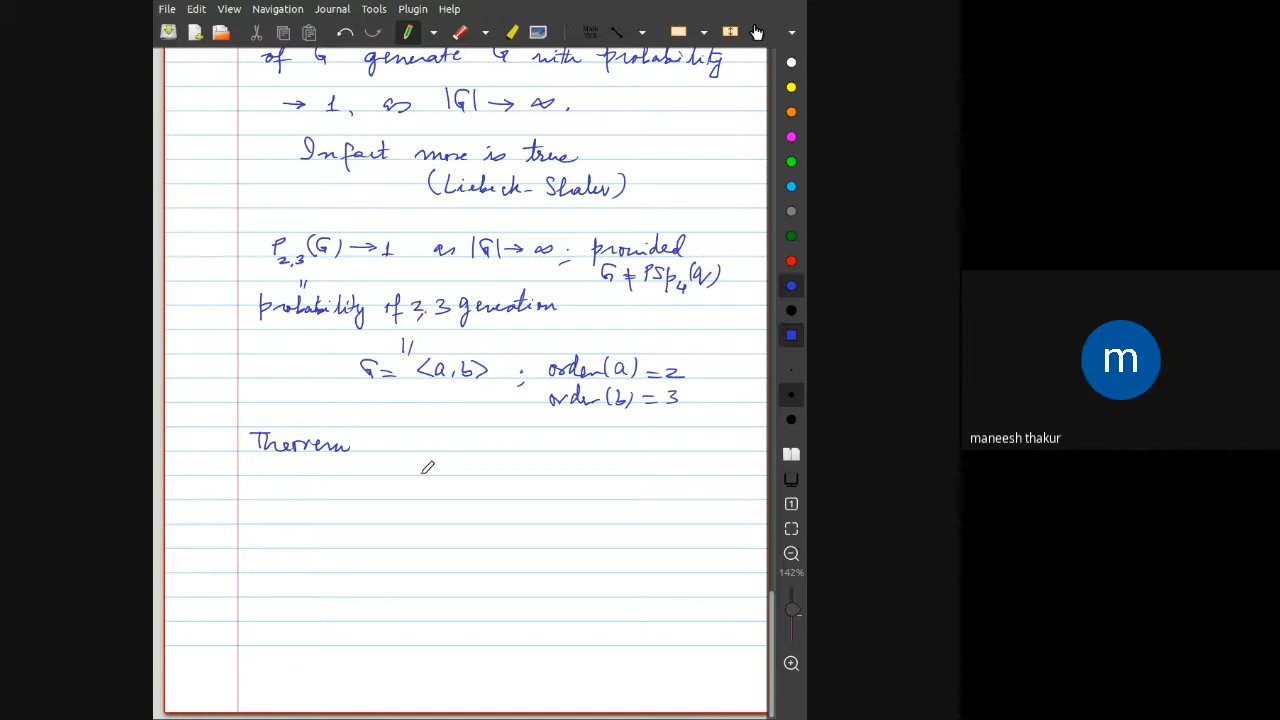 File Edit View Navigation Journal Tools Plugin Help
of G generate G with probability
→ 1, as |G| → ∞.
Infact more is true
(Liebeck - Shalev)
P₂,₃(G) → 1 as |G| → ∞ ; provided
G ≠ PSp₄(q)
"
probability of 2,3 generation
"
G = <a, b> ; order(a) = 2
order(b) = 3
Theorem
142%
m
maneesh thakur